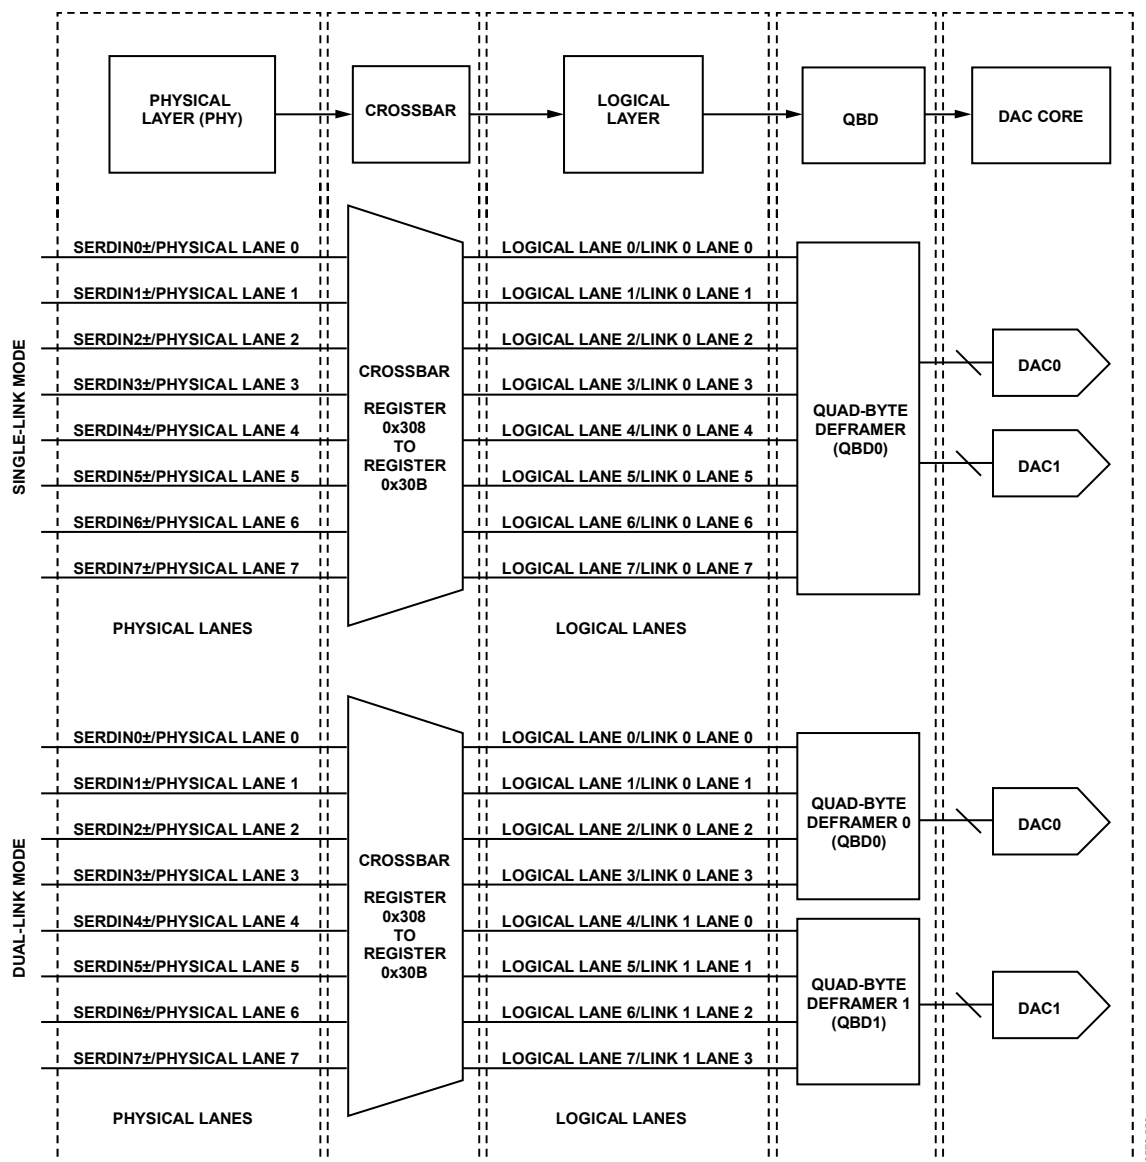 PHYSICAL
LAYER (PHY)
CROSSBAR
LOGICAL
LAYER
QBD
DAC CORE
SINGLE-LINK MODE
SERDIN0±/PHYSICAL LANE 0
SERDIN1±/PHYSICAL LANE 1
SERDIN2±/PHYSICAL LANE 2
SERDIN3±/PHYSICAL LANE 3
SERDIN4±/PHYSICAL LANE 4
SERDIN5±/PHYSICAL LANE 5
SERDIN6±/PHYSICAL LANE 6
SERDIN7±/PHYSICAL LANE 7
PHYSICAL LANES
CROSSBAR
REGISTER
0x308
TO
REGISTER
0x30B
LOGICAL LANE 0/LINK 0 LANE 0
LOGICAL LANE 1/LINK 0 LANE 1
LOGICAL LANE 2/LINK 0 LANE 2
LOGICAL LANE 3/LINK 0 LANE 3
LOGICAL LANE 4/LINK 0 LANE 4
LOGICAL LANE 5/LINK 0 LANE 5
LOGICAL LANE 6/LINK 0 LANE 6
LOGICAL LANE 7/LINK 0 LANE 7
LOGICAL LANES
QUAD-BYTE
DEFRAMER
(QBD0)
DAC0
DAC1
DUAL-LINK MODE
SERDIN0±/PHYSICAL LANE 0
SERDIN1±/PHYSICAL LANE 1
SERDIN2±/PHYSICAL LANE 2
SERDIN3±/PHYSICAL LANE 3
SERDIN4±/PHYSICAL LANE 4
SERDIN5±/PHYSICAL LANE 5
SERDIN6±/PHYSICAL LANE 6
SERDIN7±/PHYSICAL LANE 7
PHYSICAL LANES
CROSSBAR
REGISTER
0x308
TO
REGISTER
0x30B
LOGICAL LANE 0/LINK 0 LANE 0
LOGICAL LANE 1/LINK 0 LANE 1
LOGICAL LANE 2/LINK 0 LANE 2
LOGICAL LANE 3/LINK 0 LANE 3
LOGICAL LANE 4/LINK 1 LANE 0
LOGICAL LANE 5/LINK 1 LANE 1
LOGICAL LANE 6/LINK 1 LANE 2
LOGICAL LANE 7/LINK 1 LANE 3
LOGICAL LANES
QUAD-BYTE
DEFRAMER 0
(QBD0)
QUAD-BYTE
DEFRAMER 1
(QBD1)
DAC0
DAC1